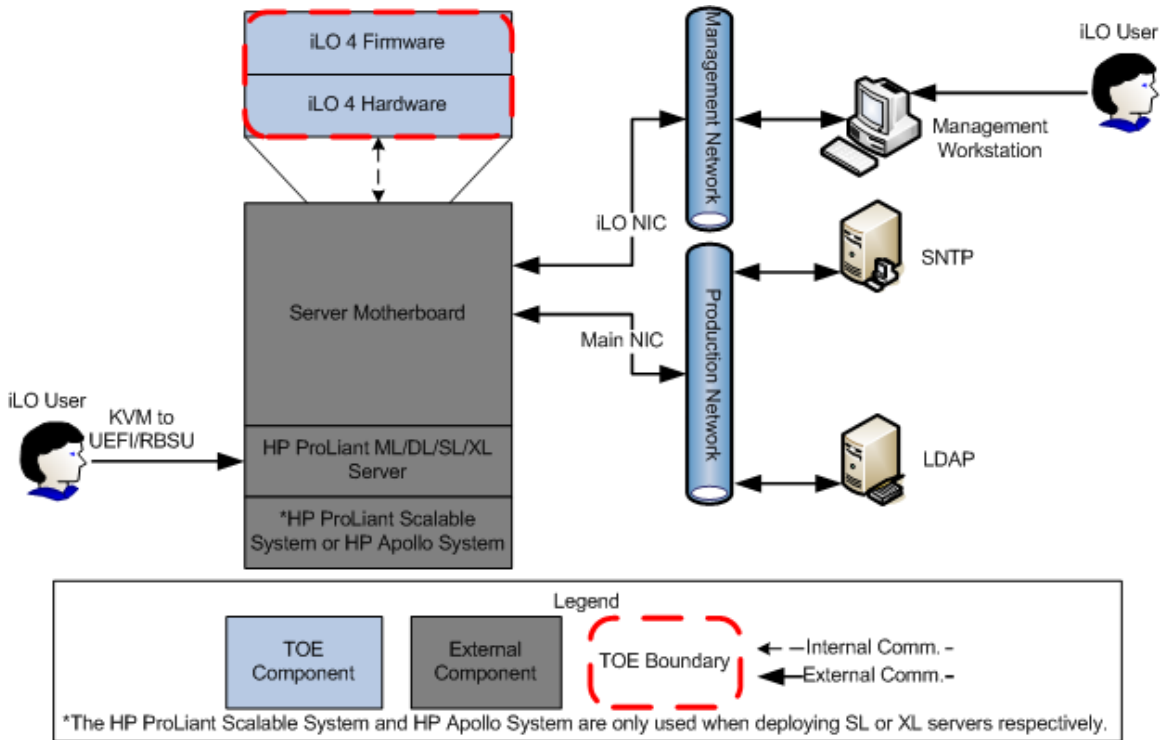 iLO 4 Firmware
iLO 4 Hardware
Management Network
iLO User
Management
Workstation
iLO NIC
SNTP
Server Motherboard
Main NIC
Production Network
iLO User
KVM to
UEFI/RBSU
HP ProLiant ML/DL/SL/XL
Server
LDAP
*HP ProLiant Scalable
System or HP Apollo System
Legend
TOE
Component
External
Component
TOE Boundary
Internal Comm. -
External Comm.-
*The HP ProLiant Scalable System and HP Apollo System are only used when deploying SL or XL servers respectively.